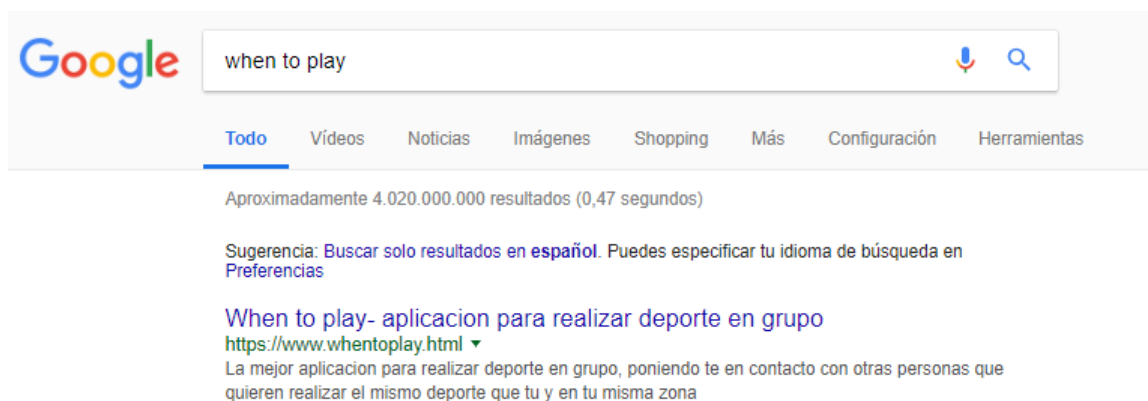 Google
when to play
Todo Vídeos Noticias Imágenes Shopping Más Configuración Herramientas
Aproximadamente 4.020.000.000 resultados (0,47 segundos)
Sugerencia: Buscar solo resultados en español. Puedes especificar tu idioma de búsqueda en
Preferencias
When to play- aplicacion para realizar deporte en grupo
https://www.whentoplay.html
La mejor aplicacion para realizar deporte en grupo, poniendo te en contacto con otras personas que
quieren realizar el mismo deporte que tu y en tu misma zona